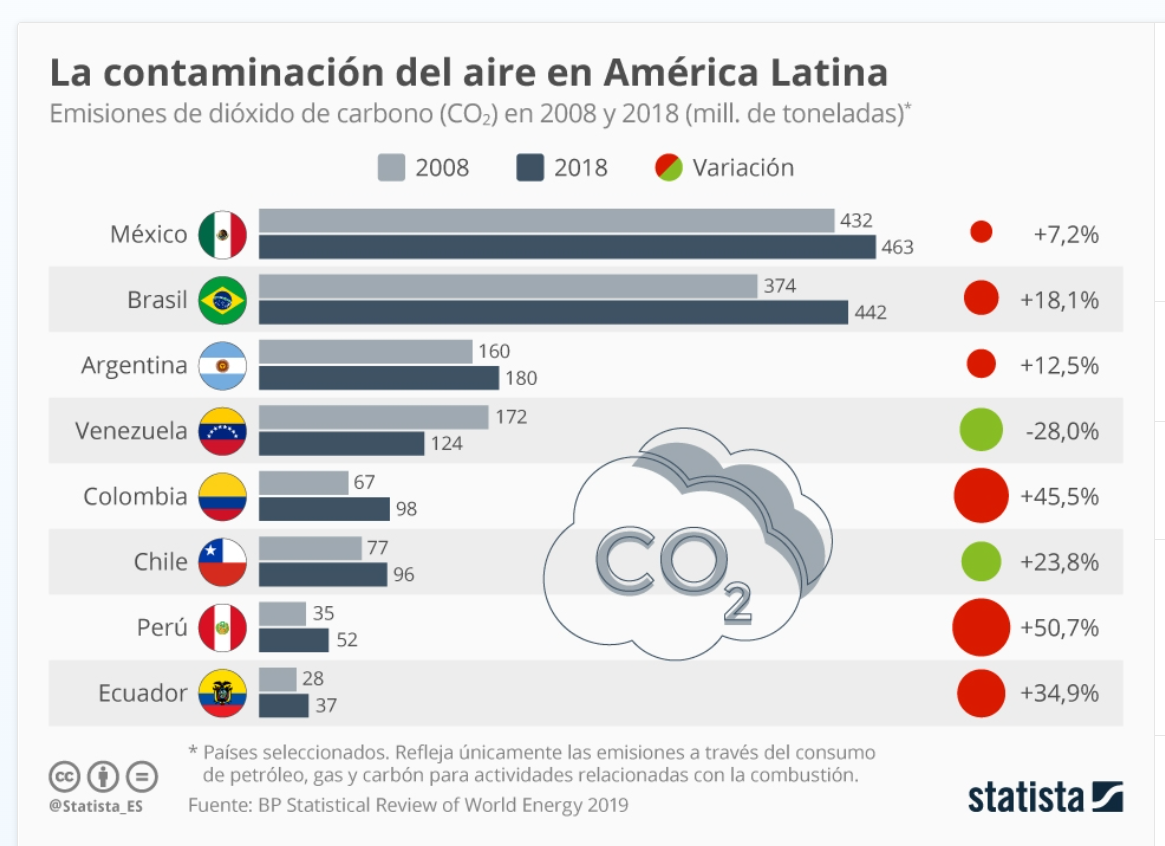 La contaminación del aire en América Latina
Emisiones de dióxido de carbono (CO₂) en 2008 y 2018 (mill. de toneladas)*
2008 2018 Variación
México 432 463 +7,2%
Brasil 374 442 +18,1%
Argentina 160 180 +12,5%
Venezuela 172 124 -28,0%
Colombia 67 98 +45,5%
Chile 77 96 +23,8%
Perú 35 52 +50,7%
Ecuador 28 37 +34,9%
CO₂
* Países seleccionados. Refleja únicamente las emisiones a través del consumo
de petróleo, gas y carbón para actividades relacionadas con la combustión.
cc
@Statista_ES
Fuente: BP Statistical Review of World Energy 2019
statista